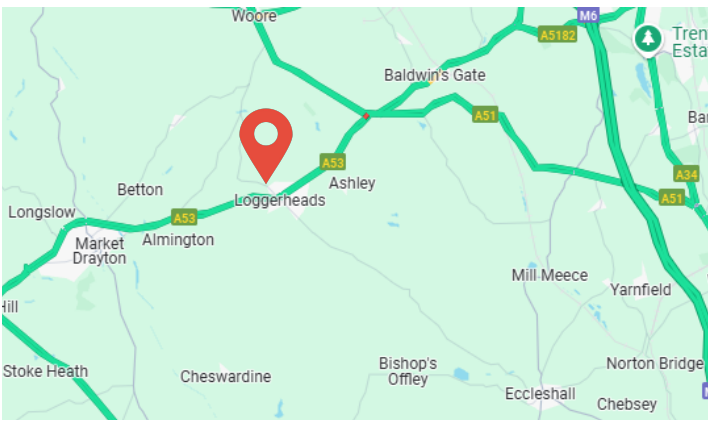 Woore
M6
A5182
Tren
Esta
Baldwin's Gate
A51
Bar
A53
Ashley
A34
Betton
Loggerheads
A51
Longslow
A53
Market
Drayton
Almington
Mill Meece
Yarnfield
Hill
Stoke Heath
Cheswardine
Bishop's
Offley
Norton Bridge
Eccleshall
Chebsey